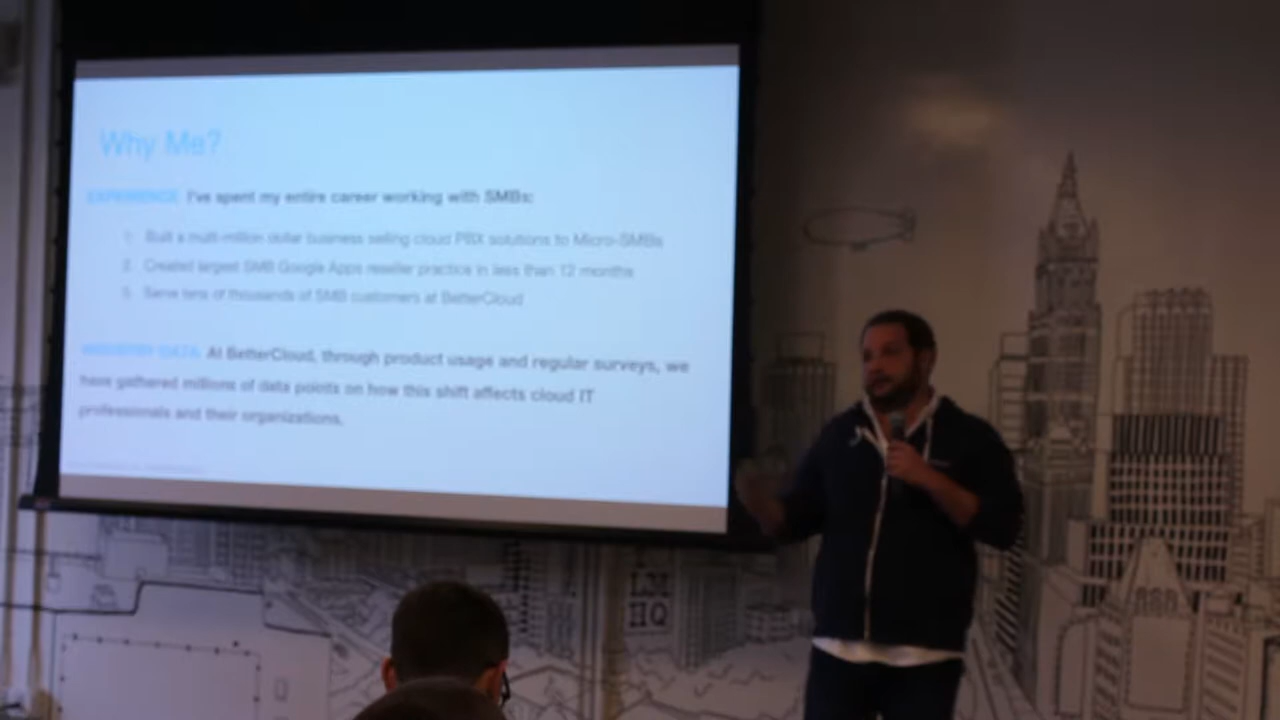 Why Me?
EXPERIENCE I've spent my entire career working with SMBs:
1. Built a multi-million dollar business selling cloud PBX solutions to Micro-SMBs
2. Created largest SMB Google Apps reseller practice in less than 12 months
3. Serve tens of thousands of SMB customers at BetterCloud
INDUSTRY DATA At BetterCloud, through product usage and regular surveys, we
have gathered millions of data points on how this shift affects cloud IT
professionals and their organizations.
HQ